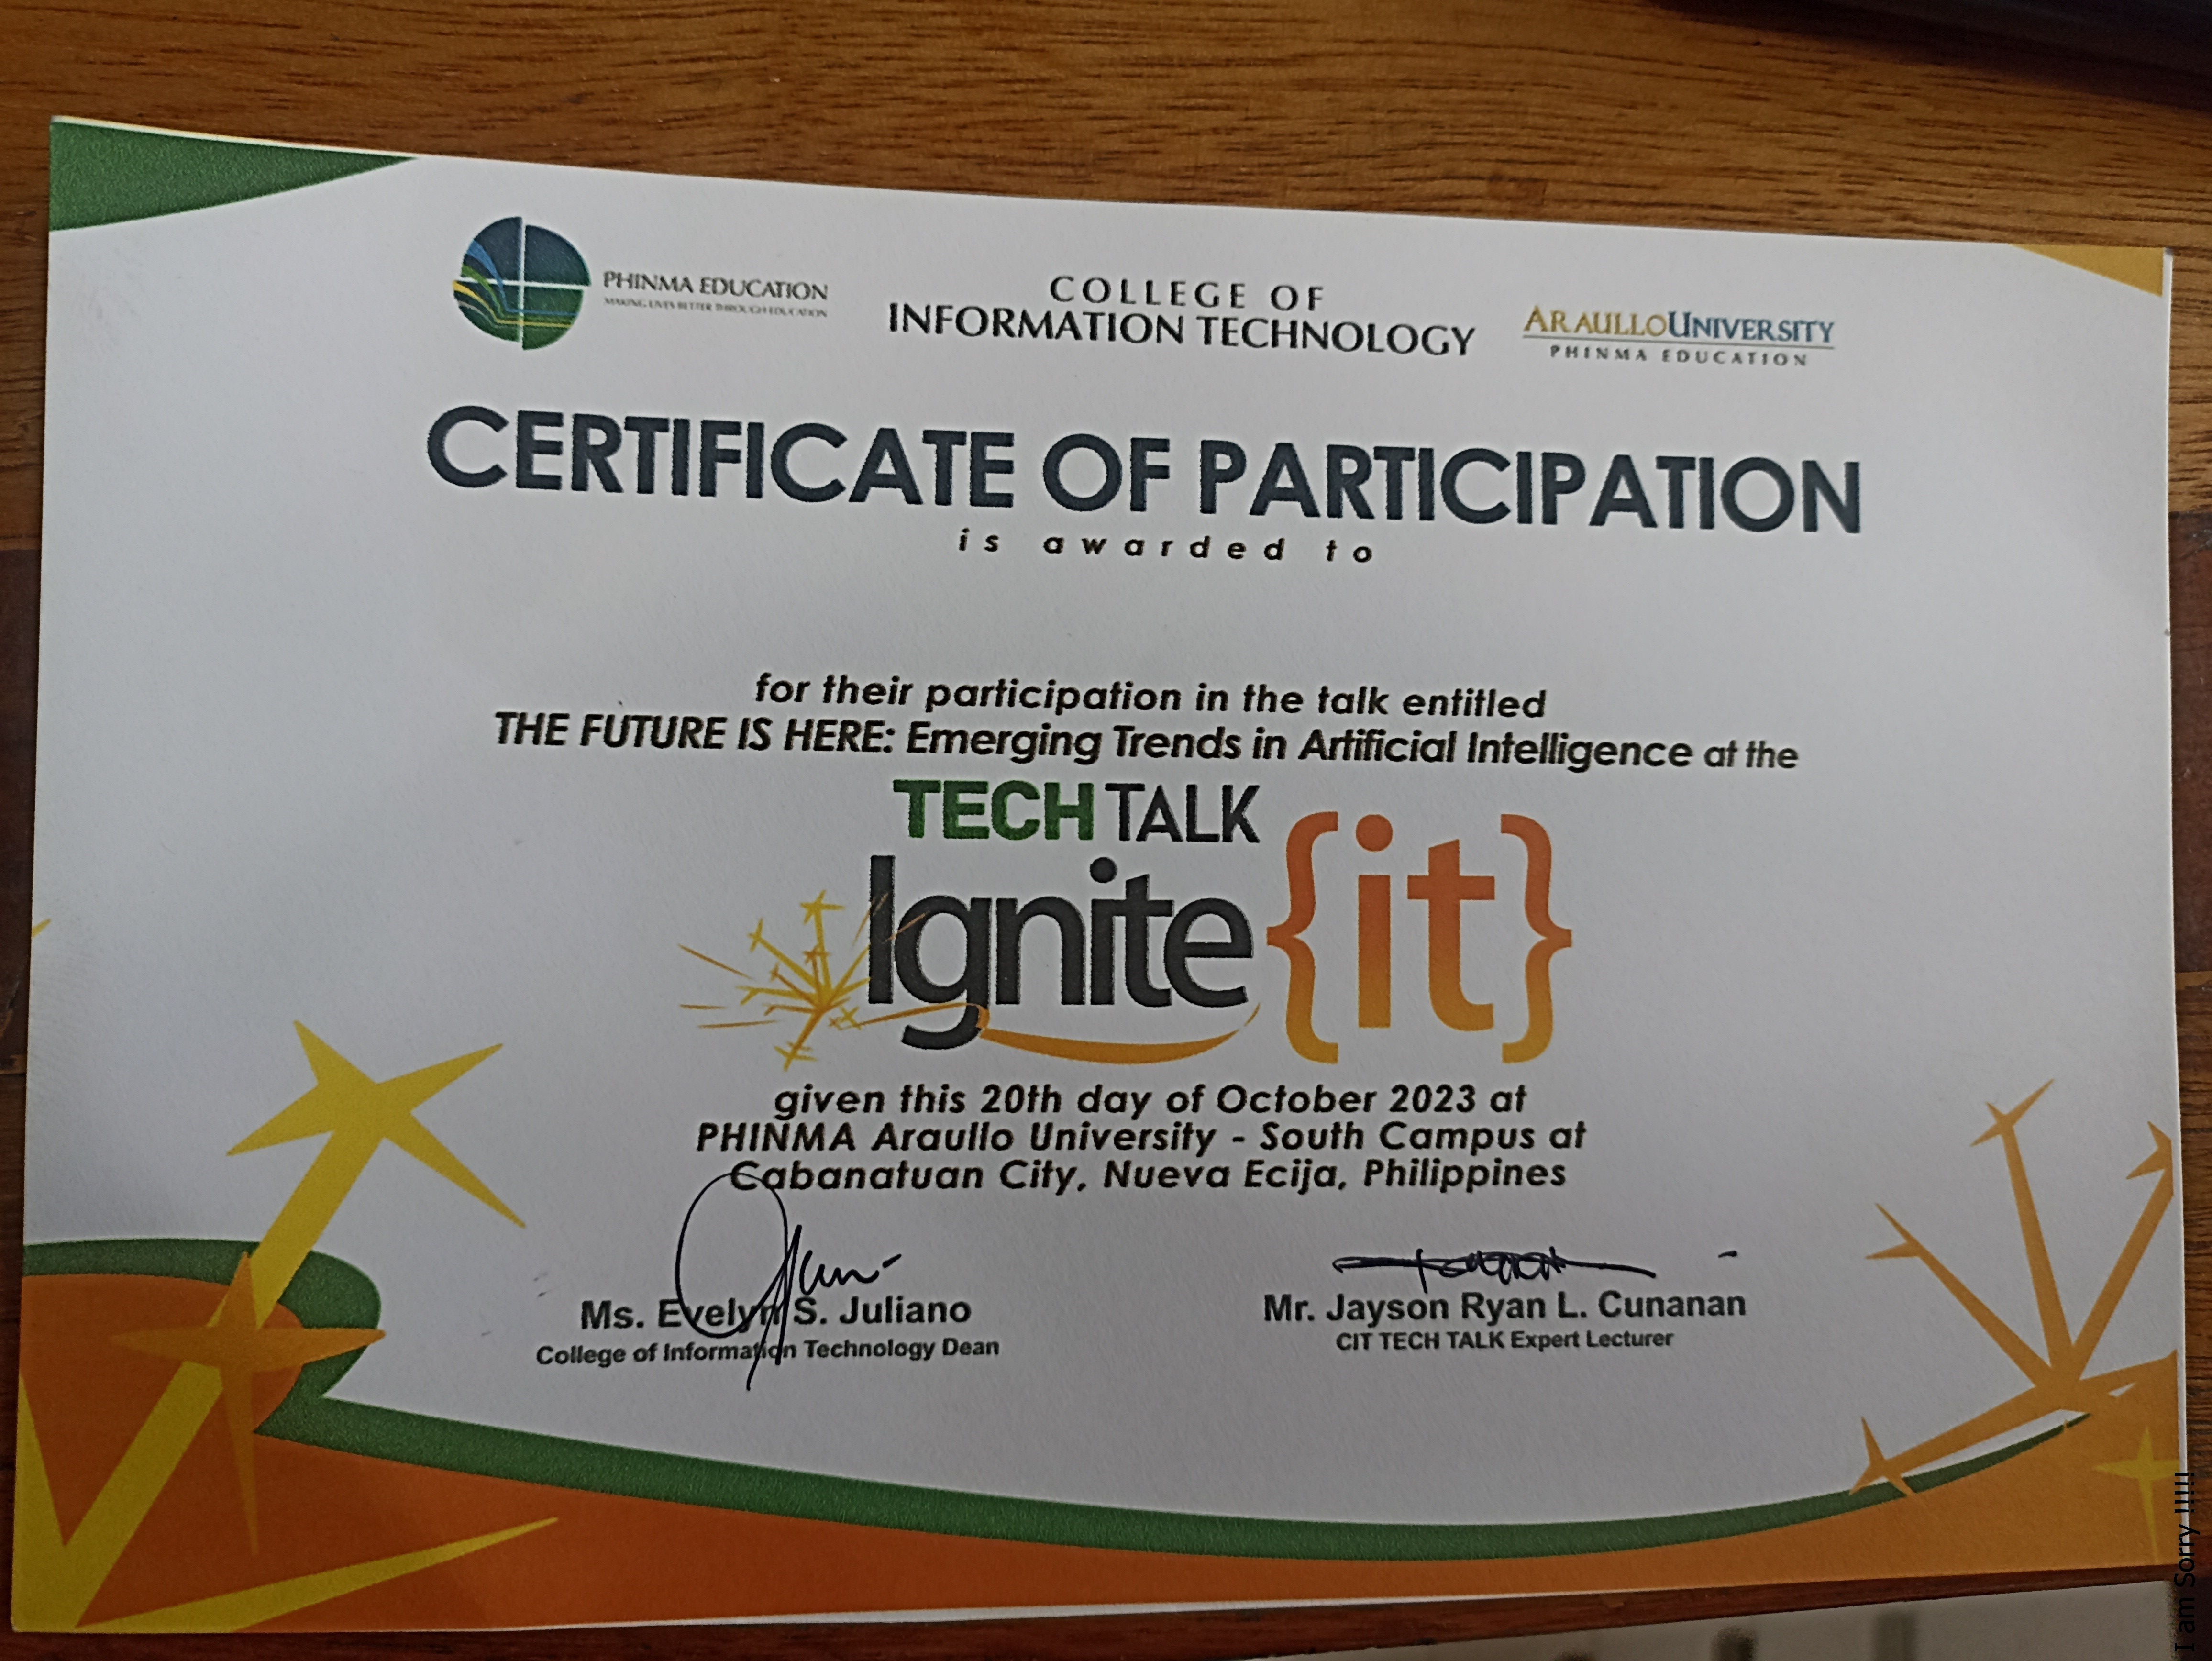 PHINMA EDUCATION
MAKING LIVES BETTER THROUGH EDUCATION
COLLEGE OF
INFORMATION TECHNOLOGY
ARAULLO UNIVERSITY
PHINMA EDUCATION
CERTIFICATE OF PARTICIPATION
is awarded to
for their participation in the talk entitled
THE FUTURE IS HERE: Emerging Trends in Artificial Intelligence at the
TECH TALK
Ignite {it}
given this 20th day of October 2023 at
PHINMA Araullo University - South Campus at
Cabanatuan City, Nueva Ecija, Philippines
Ms. Evelyn S. Juliano
College of Information Technology Dean
Mr. Jayson Ryan L. Cunanan
CIT TECH TALK Expert Lecturer
I am Sorry !!!!!